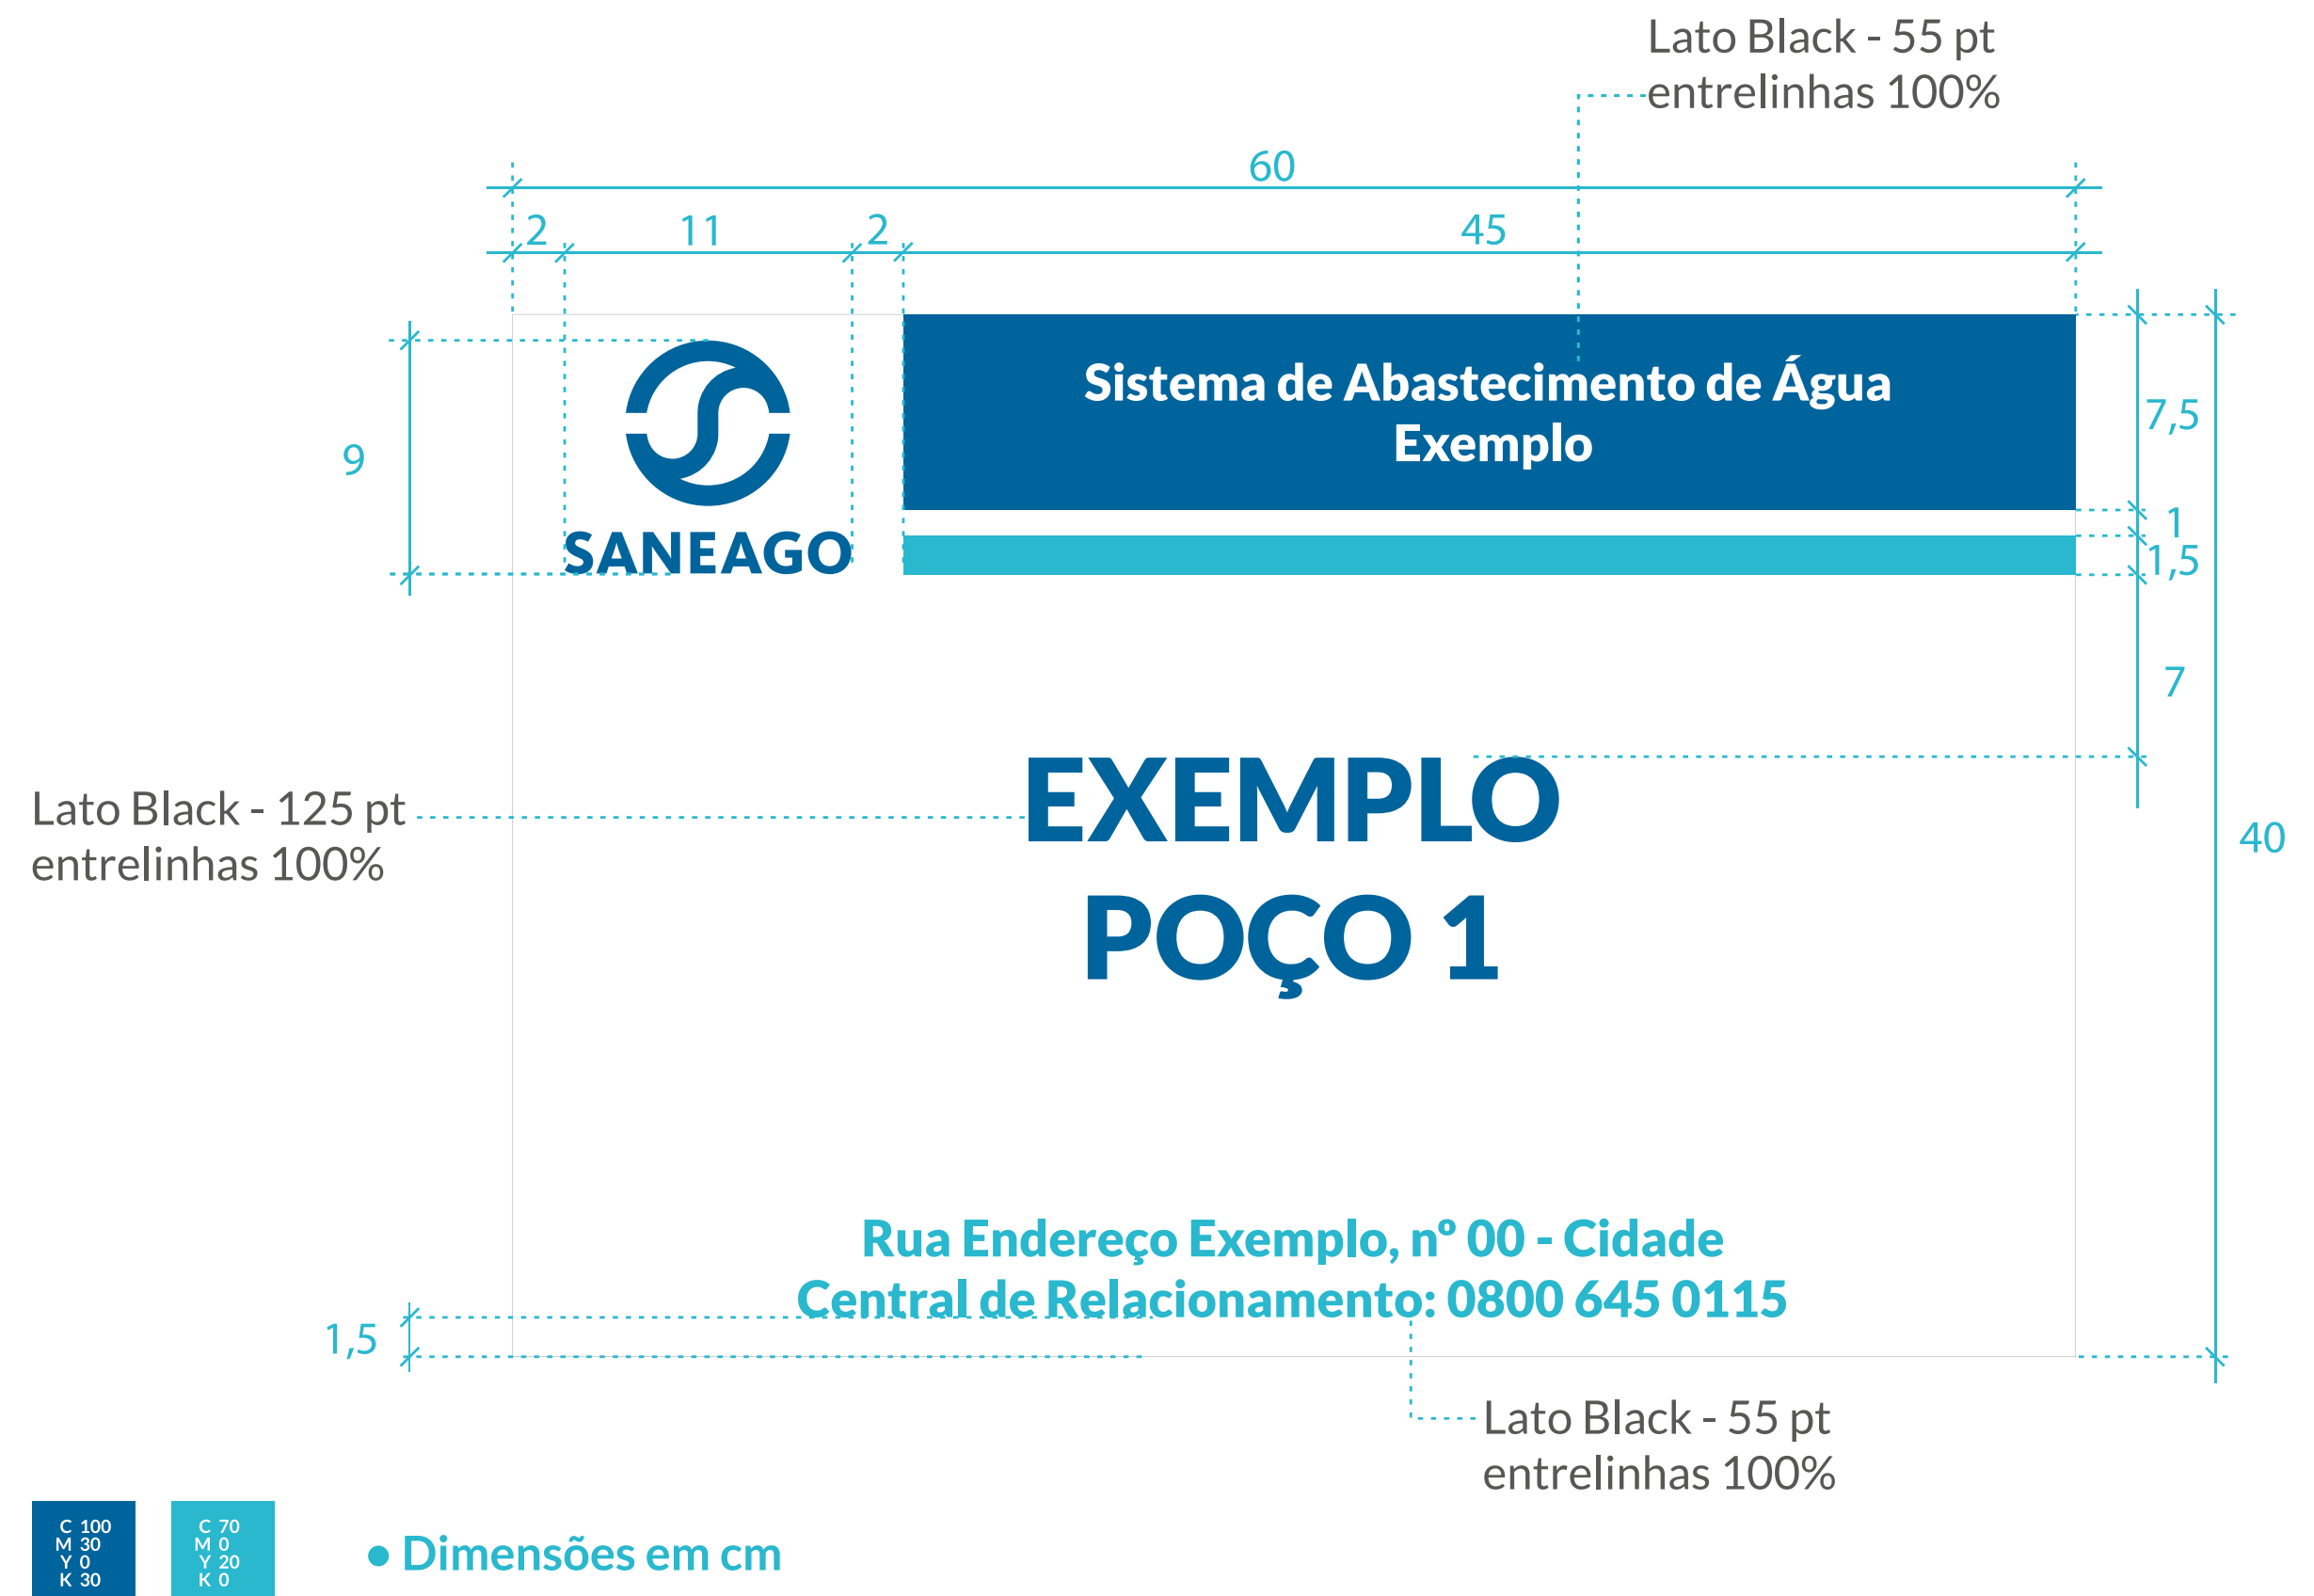 Lato Black - 55 pt
entrelinhas 100%
60
2
11
2
45
Sistema de Abastecimento de Água
Exemplo
7,5
9
SANEAGO
1
1,5
7
EXEMPLO
Lato Black - 125 pt
entrelinhas 100%
40
POÇO 1
Rua Endereço Exemplo, nº 00 - Cidade
Central de Relacionamento: 0800 645 0115
1,5
Lato Black - 55 pt
entrelinhas 100%
C 100
M 30
Y 0
K 30
C 70
M 0
Y 20
K 0
Dimensões em cm